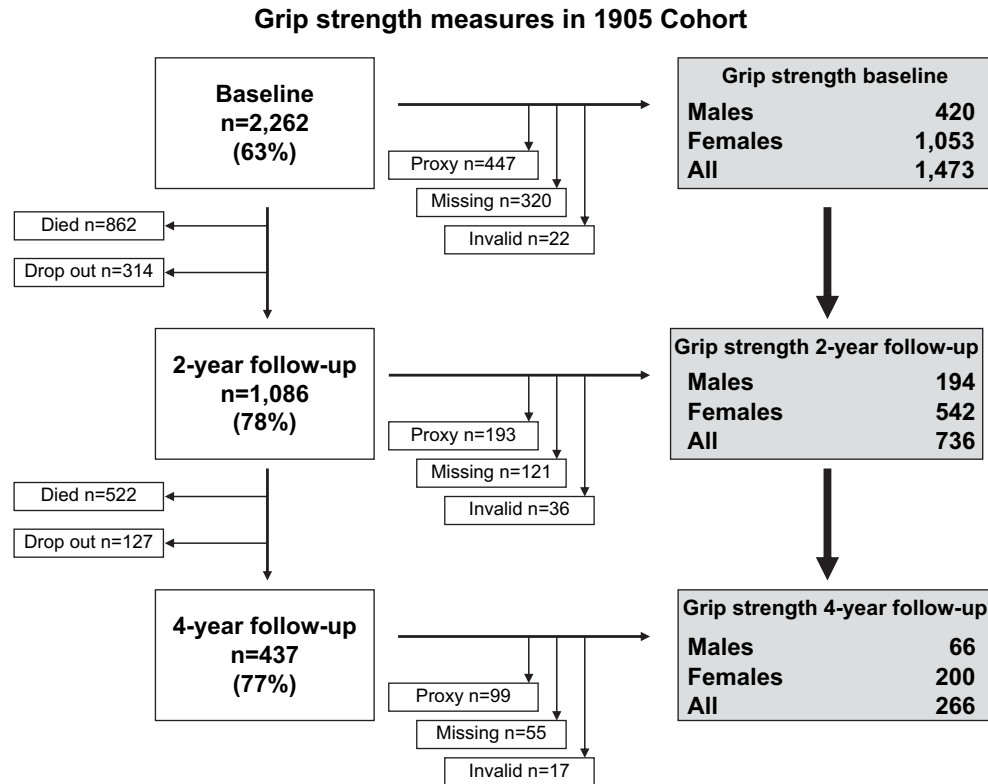 Grip strength measures in 1905 Cohort
Baseline
n=2,262
(63%)
Proxy n=447
Missing n=320
Invalid n=22
Grip strength baseline
Males 420
Females 1,053
All 1,473
Died n=862
Drop out n=314
2-year follow-up
n=1,086
(78%)
Proxy n=193
Missing n=121
Invalid n=36
Grip strength 2-year follow-up
Males 194
Females 542
All 736
Died n=522
Drop out n=127
4-year follow-up
n=437
(77%)
Proxy n=99
Missing n=55
Invalid n=17
Grip strength 4-year follow-up
Males 66
Females 200
All 266